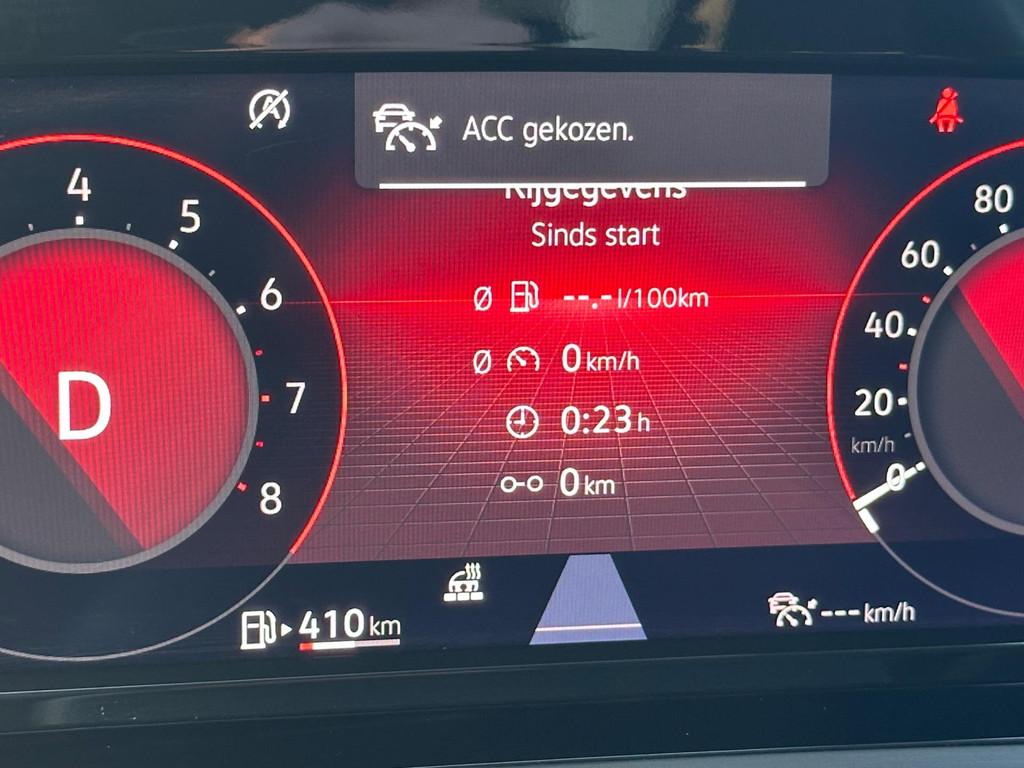 ACC gekozen.
Rijgegevens
Sinds start
Ø --.- l/100km
Ø 0 km/h
0:23 h
0 km
4
5
6
7
8
D
80
60
40
20
km/h
0
410 km
--- km/h